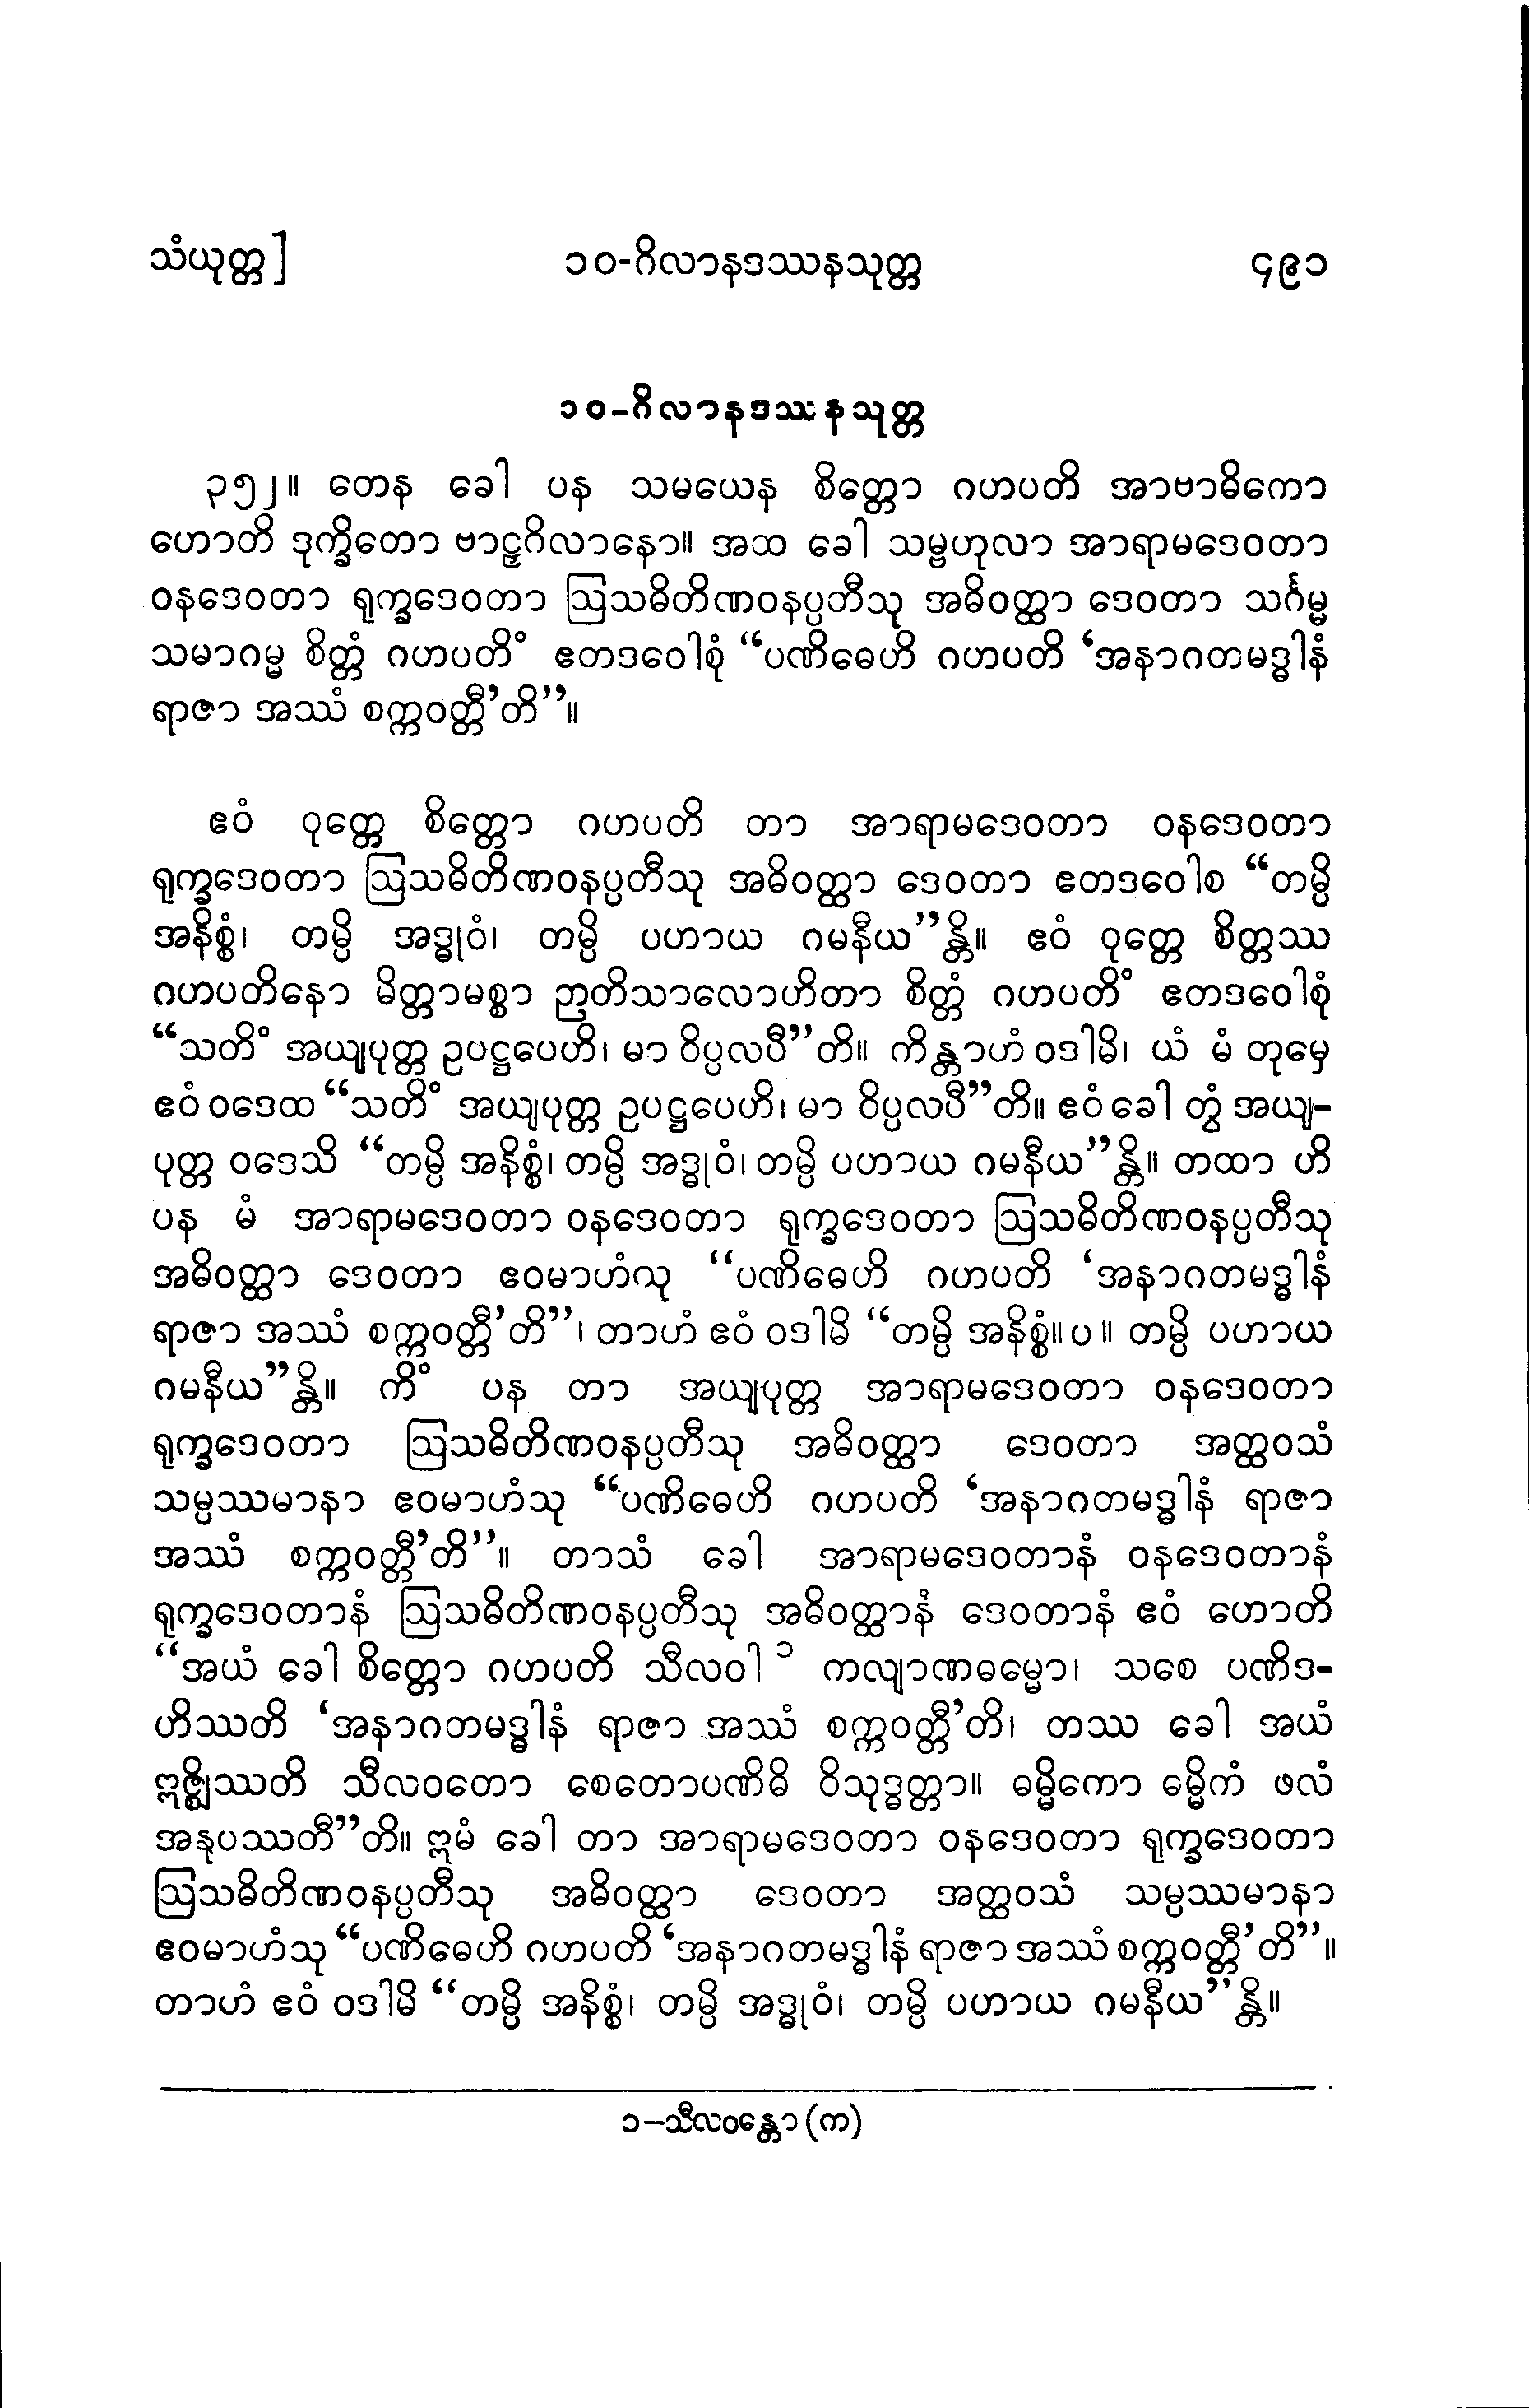 သံယုတ္တ]
၁၀-ဂိလာနဒဿနသုတ္တ
၄၉၁
၁၀-ဂိလာနဒဿနသုတ္တ
၃၅၂။ တေန ခေါ ပန သမယေန စိတ္တော ဂဟပတိ အာဗာဓိကော
ဟောတိ ဒုက္ခိတော ဗာဠှဂိလာနော။ အထ ခေါ သမ္ဗဟုလာ အာရာမဒေဝတာ
ဝနဒေဝတာ ရုက္ခဒေဝတာ ဩသဓိတိဏဝနပ္ပတီသု အဓိဝတ္ထာ ဒေဝတာ သင်္ဂမ္မ
သမာဂမ္မ စိတ္တံ ဂဟပတိံ ဧတဒဝေါစုံ “ပဏိဓေဟိ ဂဟပတိ ‘အနာဂတမဒ္ဓါနံ
ရာဇာ အဿံ စက္ကဝတ္တီ’တိ”။
ဧဝံ ဝုတ္တေ စိတ္တော ဂဟပတိ တာ အာရာမဒေဝတာ ဝနဒေဝတာ
ရုက္ခဒေဝတာ ဩသဓိတိဏဝနပ္ပတီသု အဓိဝတ္ထာ ဒေဝတာ ဧတဒဝေါစ “တမ္ပိ
အနိစ္စံ၊ တမ္ပိ အဒ္ဓုဝံ၊ တမ္ပိ ပဟာယ ဂမနီယ”န္တိ။ ဧဝံ ဝုတ္တေ စိတ္တဿ
ဂဟပတိနော မိတ္တာမစ္စာ ဉာတိသာလောဟိတာ စိတ္တံ ဂဟပတိံ ဧတဒဝေါစုံ
“သတိံ အယျပုတ္တ ဥပဋ္ဌပေဟိ၊ မာ ဝိပ္ပလပီ”တိ။ ကိန္တာဟံ ဝဒါမိ၊ ယံ မံ တုမှေ
ဧဝံ ဝဒေထ “သတိံ အယျပုတ္တ ဥပဋ္ဌပေဟိ၊ မာ ဝိပ္ပလပီ”တိ။ ဧဝံ ခေါ တွံ အယျ-
ပုတ္တ ဝဒေသိ “တမ္ပိ အနိစ္စံ၊ တမ္ပိ အဒ္ဓုဝံ၊ တမ္ပိ ပဟာယ ဂမနီယ”န္တိ။ တထာ ဟိ
ပန မံ အာရာမဒေဝတာ ဝနဒေဝတာ ရုက္ခဒေဝတာ ဩသဓိတိဏဝနပ္ပတီသု
အဓိဝတ္ထာ ဒေဝတာ ဧဝမာဟံသု “ပဏိဓေဟိ ဂဟပတိ ‘အနာဂတမဒ္ဓါနံ
ရာဇာ အဿံ စက္ကဝတ္တီ’တိ”၊ တာဟံ ဧဝံ ဝဒါမိ “တမ္ပိ အနိစ္စံ။ပ။ တမ္ပိ ပဟာယ
ဂမနီယ”န္တိ။ ကိံ ပန တာ အယျပုတ္တ အာရာမဒေဝတာ ဝနဒေဝတာ
ရုက္ခဒေဝတာ ဩသဓိတိဏဝနပ္ပတီသု အဓိဝတ္ထာ ဒေဝတာ အတ္ထဝသံ
သမ္ပဿမာနာ ဧဝမာဟံသု “ပဏိဓေဟိ ဂဟပတိ ‘အနာဂတမဒ္ဓါနံ ရာဇာ
အဿံ စက္ကဝတ္တီ’တိ”။ တာသံ ခေါ အာရာမဒေဝတာနံ ဝနဒေဝတာနံ
ရုက္ခဒေဝတာနံ ဩသဓိတိဏဝနပ္ပတီသု အဓိဝတ္ထာနံ ဒေဝတာနံ ဧဝံ ဟောတိ
“အယံ ခေါ စိတ္တော ဂဟပတိ သီလဝါ ၁ ကလျာဏဓမ္မော၊ သစေ ပဏိဒ-
ဟိဿတိ ‘အနာဂတမဒ္ဓါနံ ရာဇာ အဿံ စက္ကဝတ္တီ’တိ၊ တဿ ခေါ အယံ
ဣဇ္ဈိဿတိ သီလဝတော စေတောပဏိဓိ ဝိသုဒ္ဓတ္တာ။ ဓမ္မိကော ဓမ္မိကံ ဖလံ
အနုပဿတီ”တိ။ ဣမံ ခေါ တာ အာရာမဒေဝတာ ဝနဒေဝတာ ရုက္ခဒေဝတာ
ဩသဓိတိဏဝနပ္ပတီသု အဓိဝတ္ထာ ဒေဝတာ အတ္ထဝသံ သမ္ပဿမာနာ
ဧဝမာဟံသု “ပဏိဓေဟိ ဂဟပတိ ‘အနာဂတမဒ္ဓါနံ ရာဇာ အဿံ စက္ကဝတ္တီ’တိ”။
တာဟံ ဧဝံ ဝဒါမိ “တမ္ပိ အနိစ္စံ၊ တမ္ပိ အဒ္ဓုဝံ၊ တမ္ပိ ပဟာယ ဂမနီယ”န္တိ။
၁-သီလဝန္တော (က)